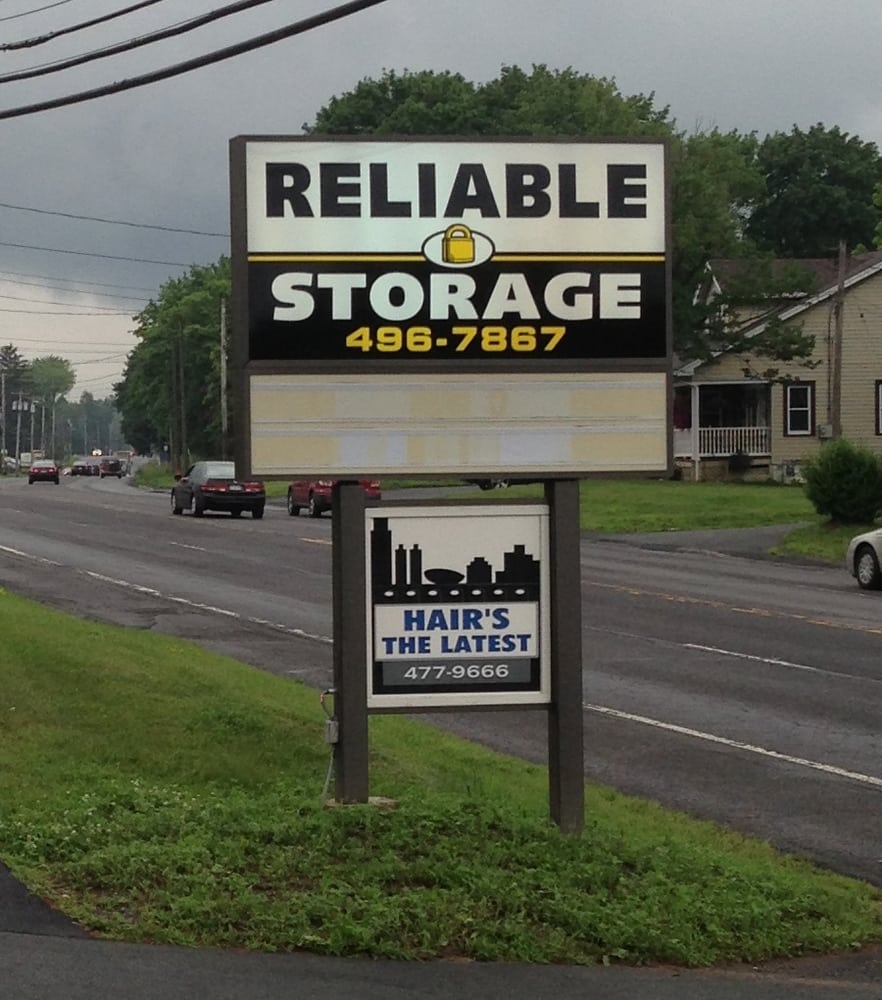 RELIABLE
STORAGE
496-7867
HAIR'S
THE LATEST
477-9666